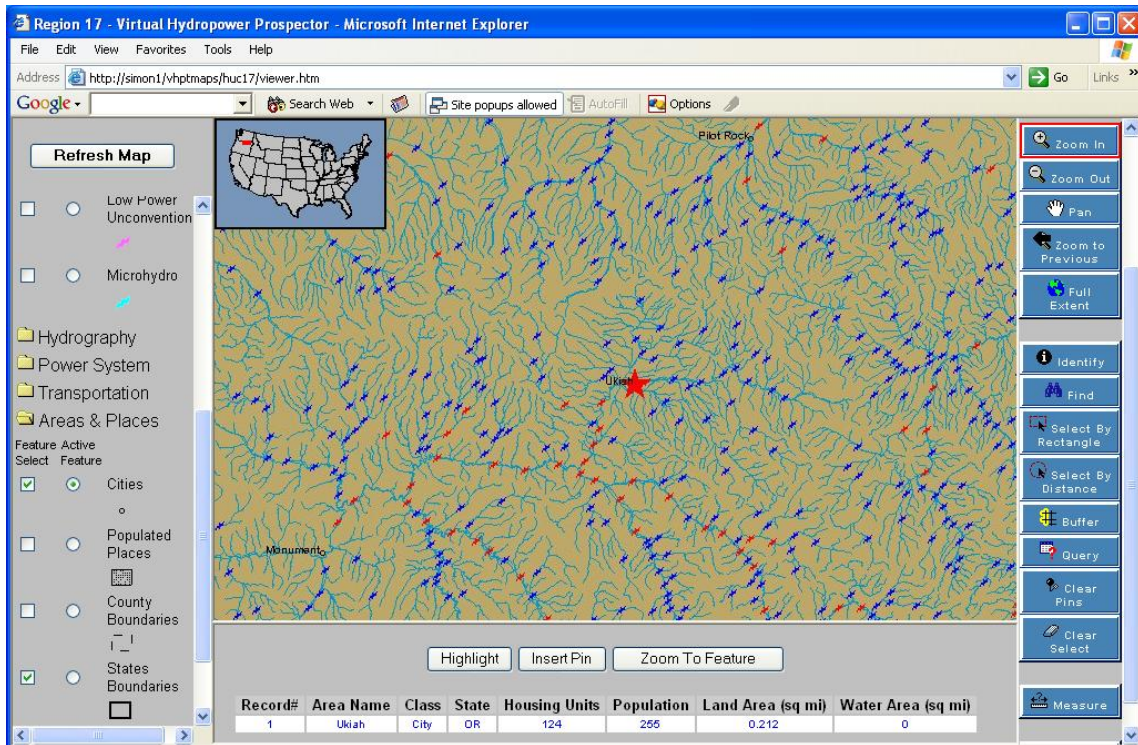 Region 17 - Virtual Hydropower Prospector - Microsoft Internet Explorer
File Edit View Favorites Tools Help
Address http://simon1/vhptmaps/huc17/viewer.htm Go Links »
Google Search Web Site popups allowed AutoFill Options
Refresh Map
Low Power
Unconvention
Microhydro
Hydrography
Power System
Transportation
Areas & Places
Feature Active
Select Feature
Cities
Populated
Places
County
Boundaries
States
Boundaries
Pilot Rock
Ukiah
Monument
Zoom In
Zoom Out
Pan
Zoom to
Previous
Full
Extent
Identify
Find
Select By
Rectangle
Select By
Distance
Buffer
Query
Clear
Pins
Clear
Select
Measure
Highlight Insert Pin Zoom To Feature
Record# Area Name Class State Housing Units Population Land Area (sq mi) Water Area (sq mi)
1 Ukiah City OR 124 255 0.212 0